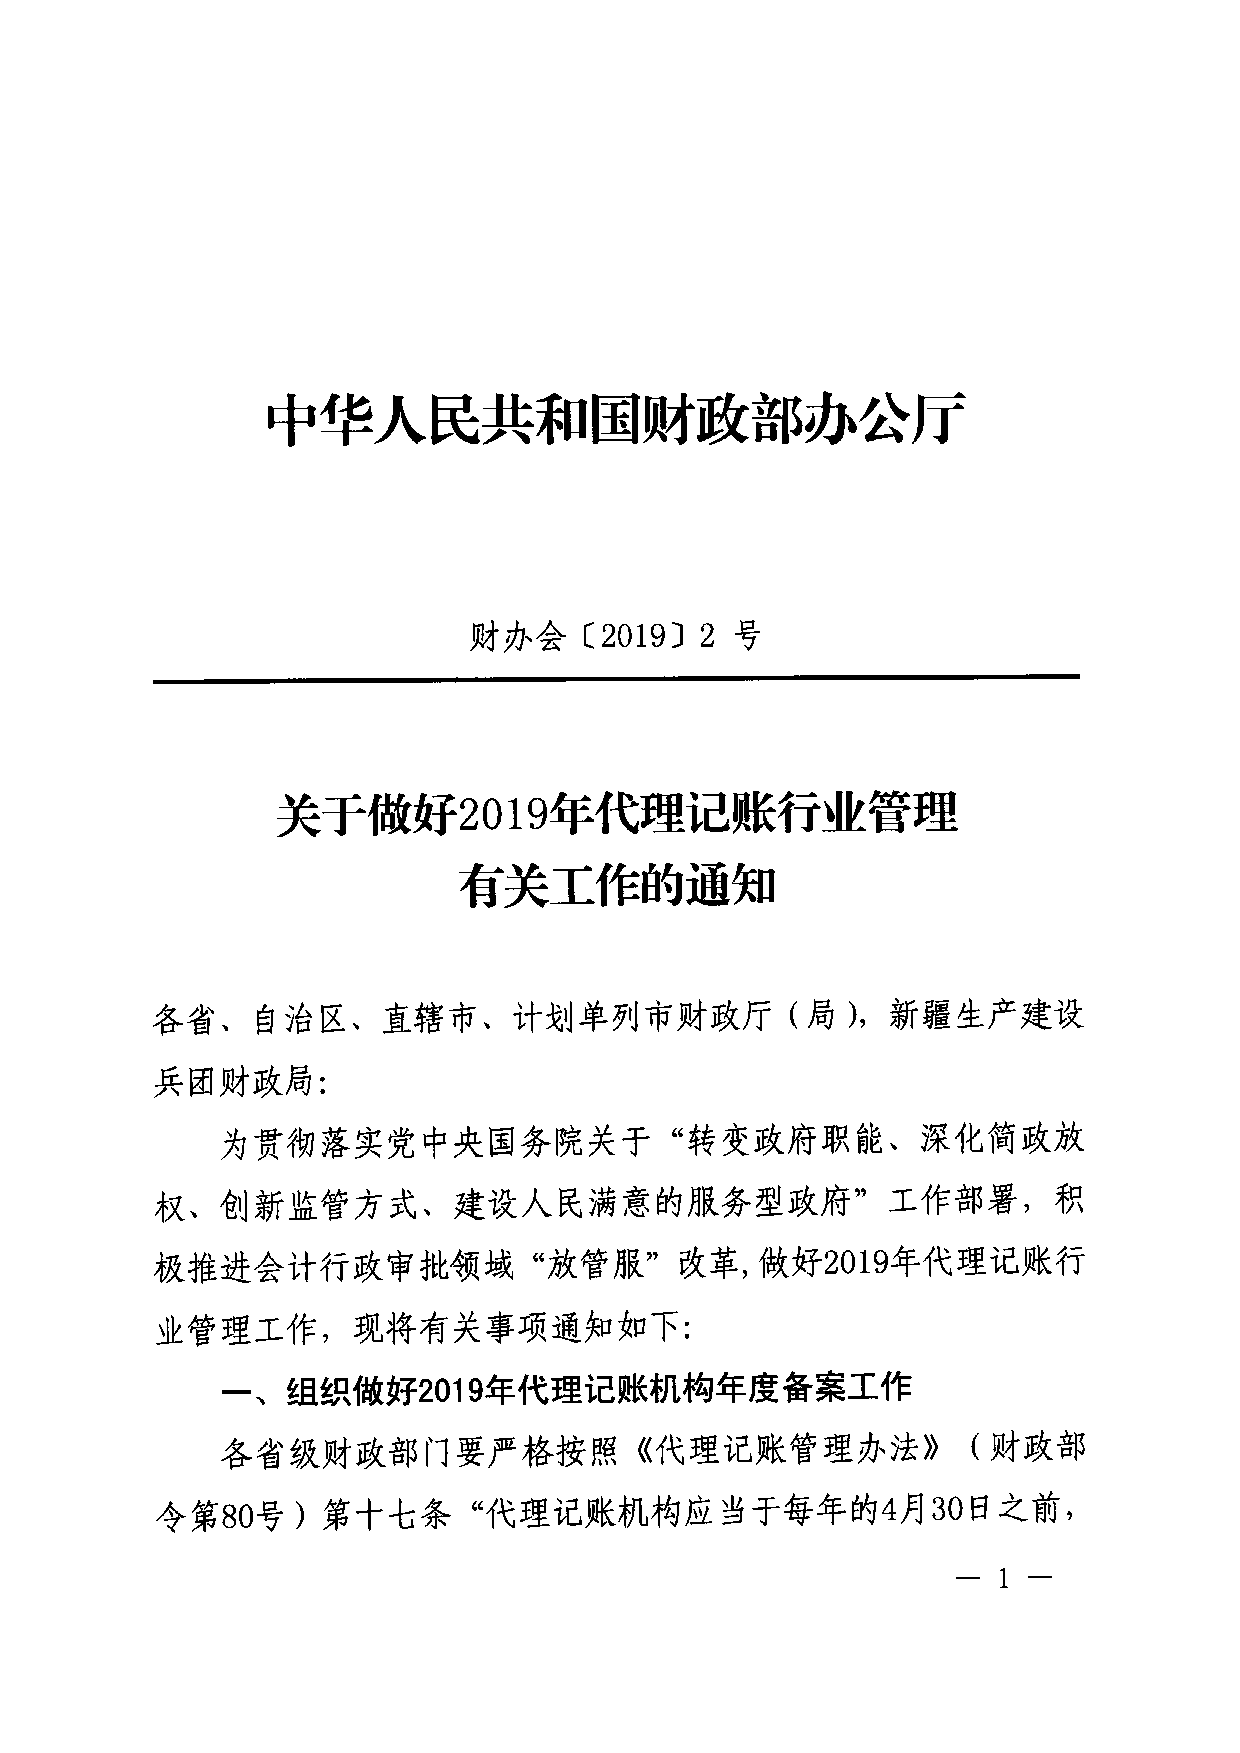 中华人民共和国财政部办公厅
财办会〔2019〕2 号
关于做好2019年代理记账行业管理
有关工作的通知
各省、自治区、直辖市、计划单列市财政厅（局），新疆生产建设
兵团财政局：
为贯彻落实党中央国务院关于“转变政府职能、深化简政放
权、创新监管方式、建设人民满意的服务型政府”工作部署，积
极推进会计行政审批领域“放管服”改革,做好2019年代理记账行
业管理工作，现将有关事项通知如下：
一、组织做好2019年代理记账机构年度备案工作
各省级财政部门要严格按照《代理记账管理办法》（财政部
令第80号）第十七条“代理记账机构应当于每年的4月30日之前，
— 1 —